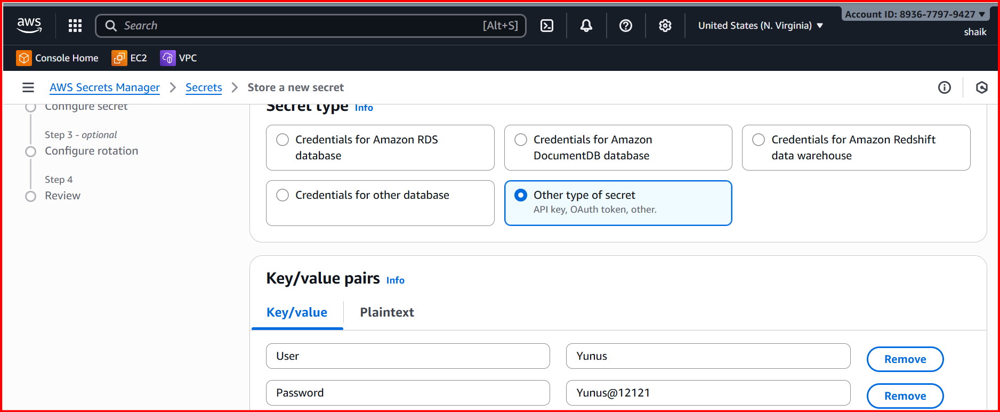 aws
Search
[Alt+S]
United States (N. Virginia)
Account ID: 8936-7797-9427
shaik
Console Home
EC2
VPC
AWS Secrets Manager
Secrets
Store a new secret
Configure secret
Step 3 - optional
Configure rotation
Step 4
Review
Secret type Info
Credentials for Amazon RDS
database
Credentials for Amazon
DocumentDB database
Credentials for Amazon Redshift
data warehouse
Credentials for other database
Other type of secret
API key, OAuth token, other.
Key/value pairs Info
Key/value
Plaintext
User
Yunus
Remove
Password
Yunus@12121
Remove